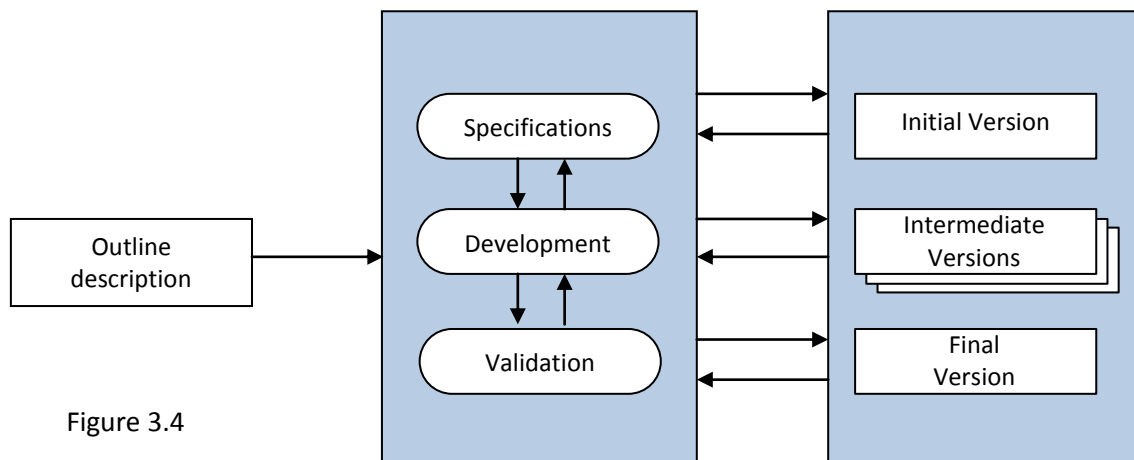 Outline
description
Specifications
Development
Validation
Initial Version
Intermediate
Versions
Final
Version
Figure 3.4